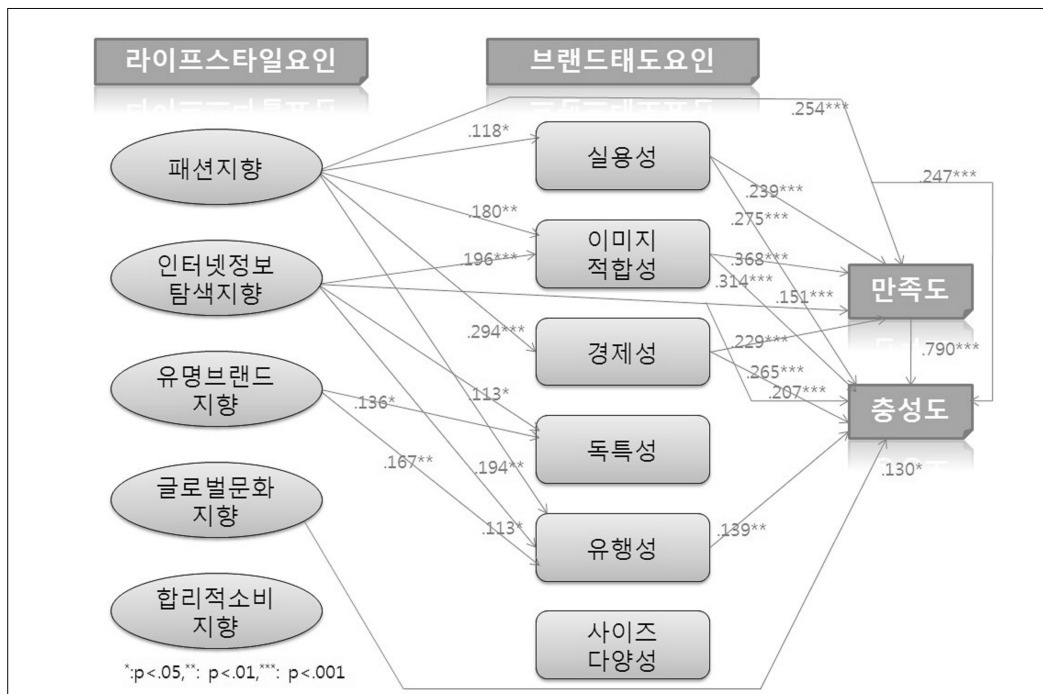 라이프스타일요인
브랜드태도요인
.254***
.118*
패션지향
실용성
.247***
.239***
.180**
.275***
이미지
적합성
인터넷정보
탐색지향
.196***
.368***
.314***
만족도
.151***
.294***
경제성
.229***
.790***
유명브랜드
지향
.113*
.136*
.265***
.207***
충성도
독특성
.167**
.194**
.130*
글로벌문화
지향
.113*
유행성
.139**
합리적소비
지향
사이즈
다양성
*:p<.05,**: p<.01,***: p<.001